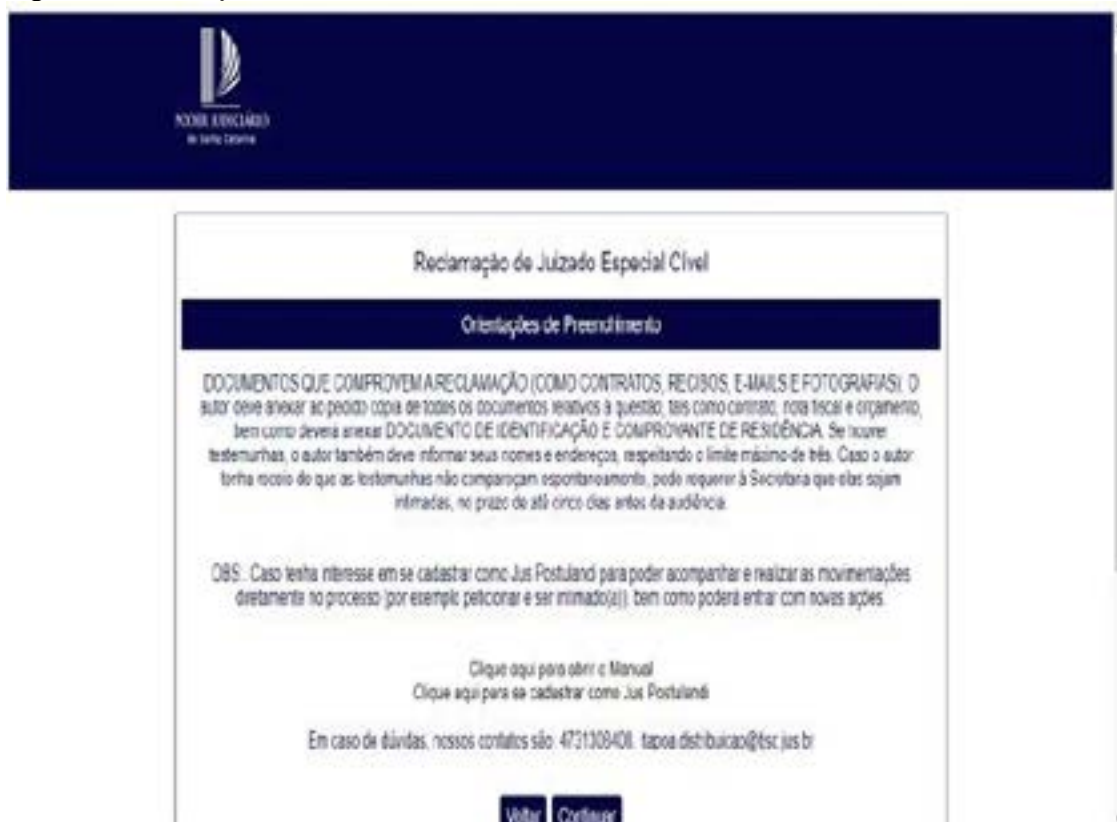 PODER JUDICIÁRIO
de Santa Catarina
Reclamação de Juizado Especial Cível
Orientações de Preenchimento
DOCUMENTOS QUE COMPROVEM A RECLAMAÇÃO (COMO CONTRATOS, RECIBOS, E-MAILS E FOTOGRAFIAS): O
autor deve anexar ao pedido cópia de todos os documentos relativos à questão, tais como contrato, nota fiscal e orçamento,
bem como deverá anexar DOCUMENTO DE IDENTIFICAÇÃO E COMPROVANTE DE RESIDÊNCIA. Se houver
testemunhas, o autor também deve informar seus nomes e endereços, respeitando o limite máximo de três. Caso o autor
tenha receio de que as testemunhas não compareçam espontaneamente, pode requerer à Secretaria que elas sejam
intimadas, no prazo de até cinco dias antes da audiência.
OBS.: Caso tenha interesse em se cadastrar como Jus Postulandi para poder acompanhar e realizar as movimentações
diretamente no processo (por exemplo peticionar e ser intimado(a)), bem como poderá entrar com novas ações.
Clique aqui para abrir o Manual
Clique aqui para se cadastrar como Jus Postulandi
Em caso de dúvidas, nossos contatos são:
Voltar Continuar